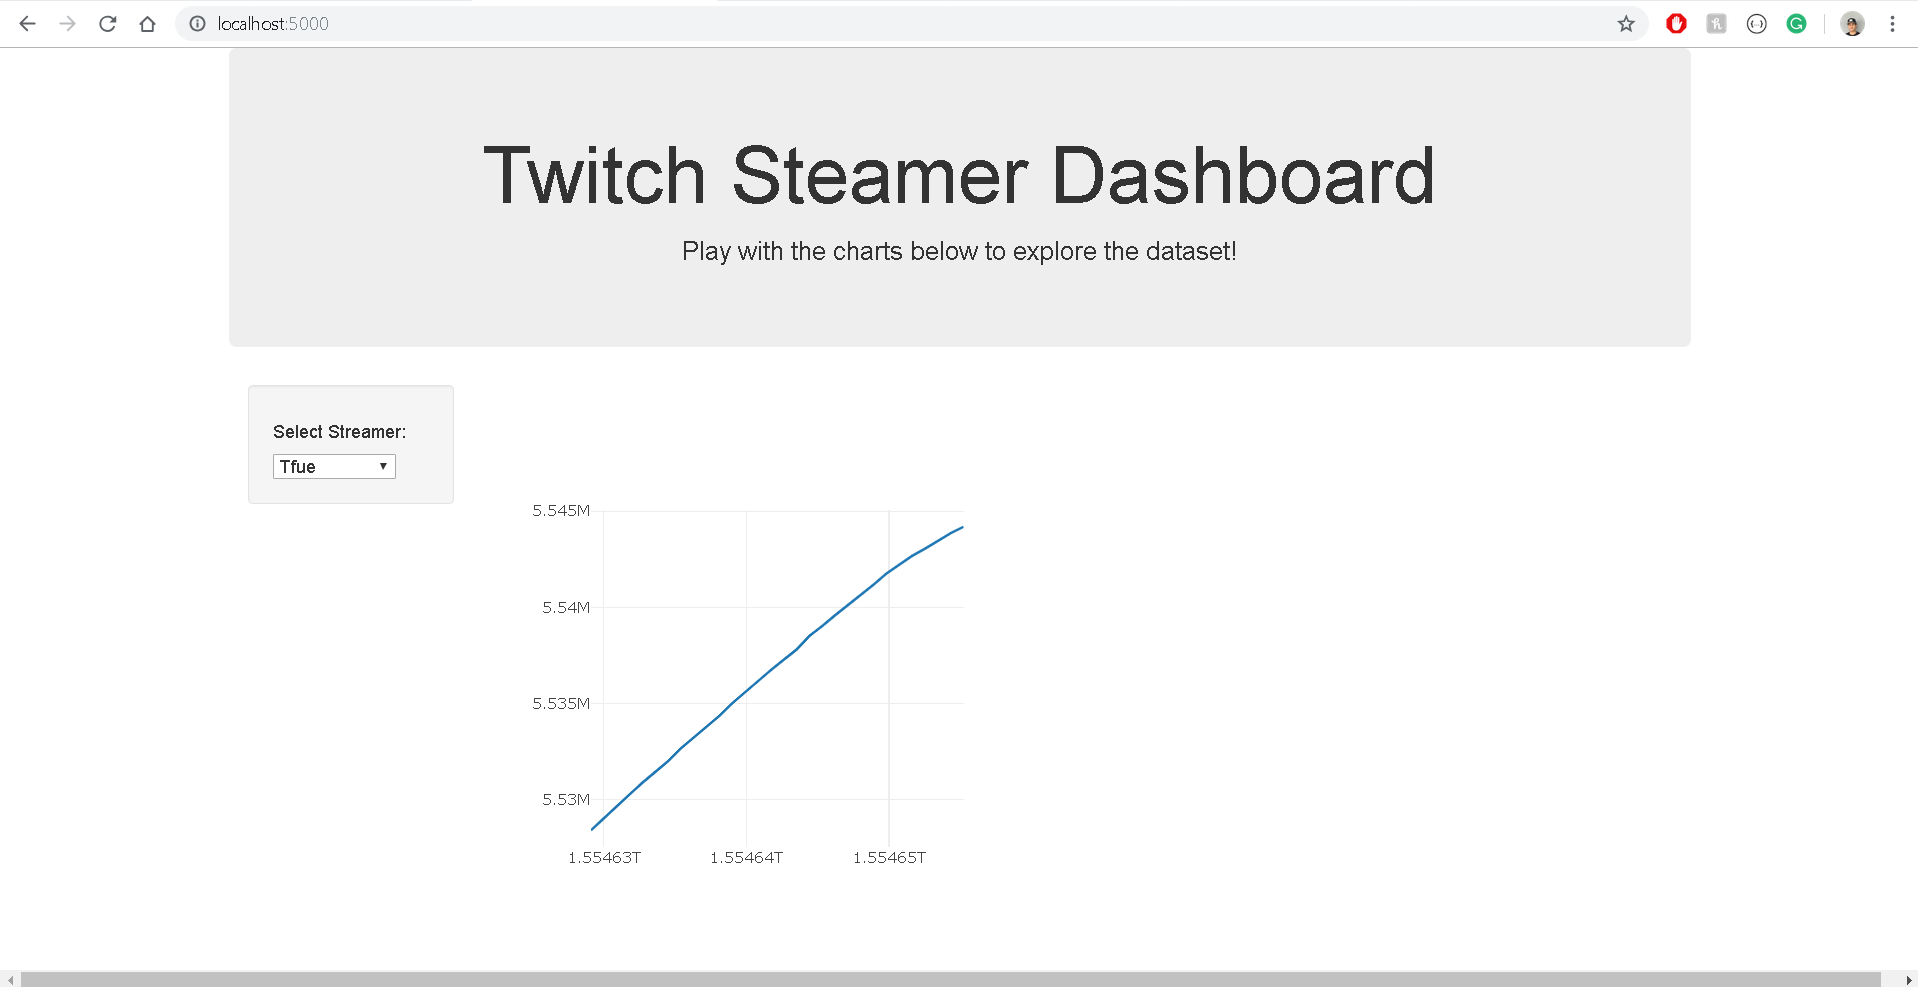 localhost:5000
Twitch Steamer Dashboard
Play with the charts below to explore the dataset!
Select Streamer:
Tfue
5.545M
5.54M
5.535M
5.53M
1.55463T 1.55464T 1.55465T